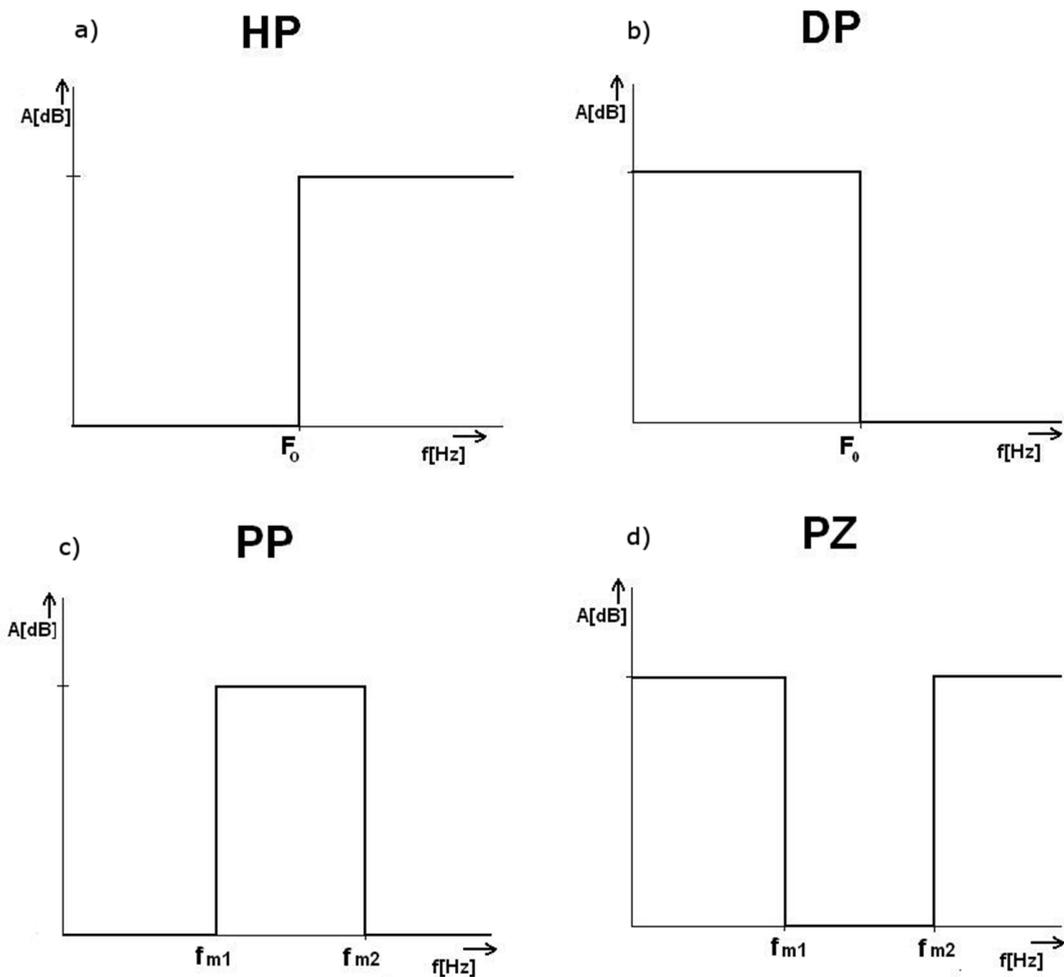 a) HP
A[dB]
F₀
f[Hz]
b) DP
A[dB]
F₀
f[Hz]
c) PP
A[dB]
fm1 fm2
f[Hz]
d) PZ
A[dB]
fm1 fm2
f[Hz]